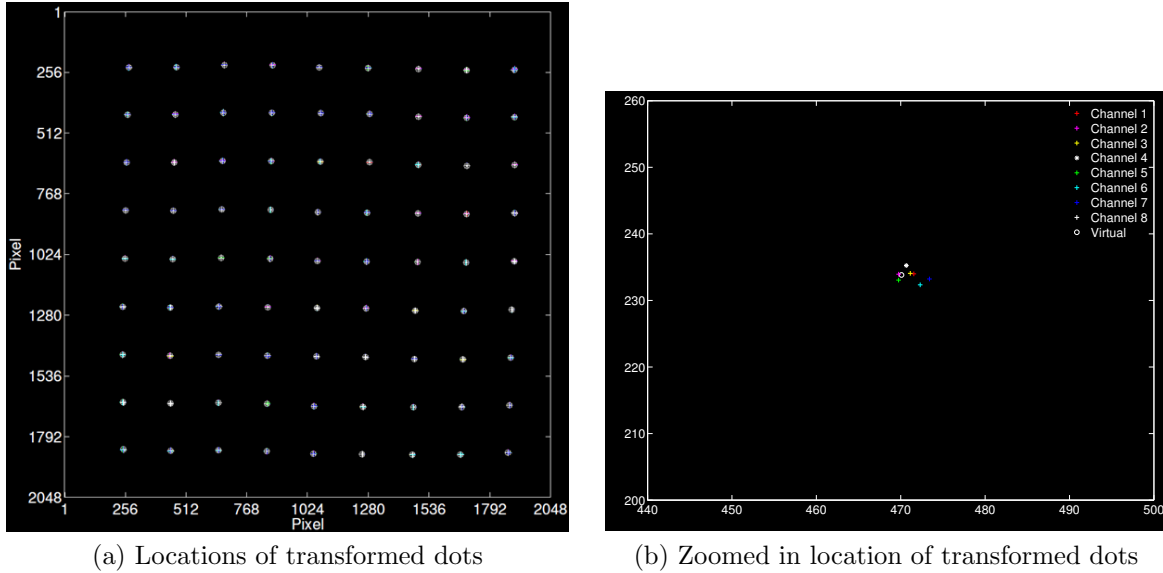 1
256
512
768
1024
1280
1536
1792
2048
Pixel
1 256 512 768 1024 1280 1536 1792 2048
Pixel
(a) Locations of transformed dots
260
250
240
230
220
210
200
440 450 460 470 480 490 500
Channel 1
Channel 2
Channel 3
Channel 4
Channel 5
Channel 6
Channel 7
Channel 8
Virtual
(b) Zoomed in location of transformed dots